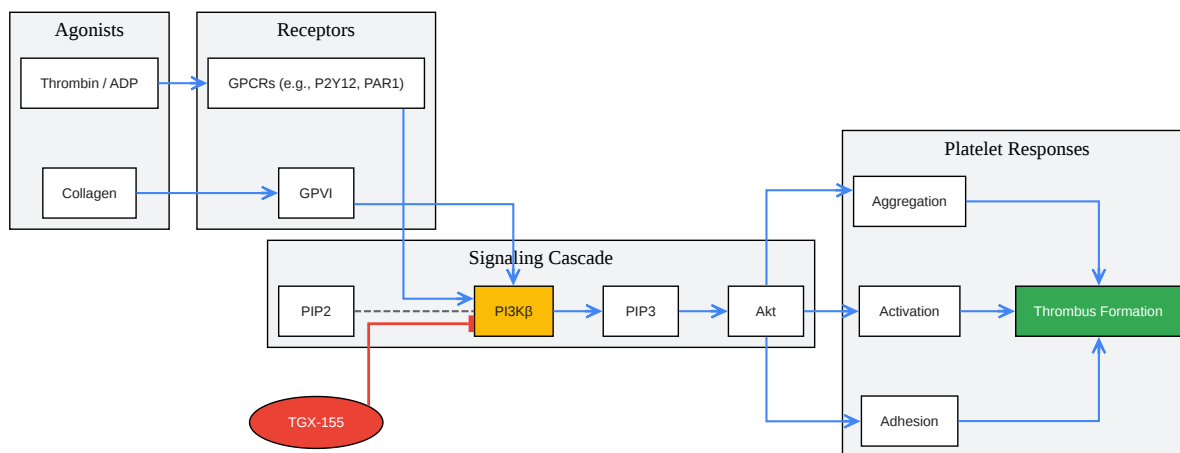 Agonists
Receptors
Thrombin / ADP
GPCRs (e.g., P2Y12, PAR1)
Collagen
GPVI
Platelet Responses
Aggregation
Signaling Cascade
PIP2
PI3Kβ
PIP3
Akt
Activation
Thrombus Formation
TGX-155
Adhesion